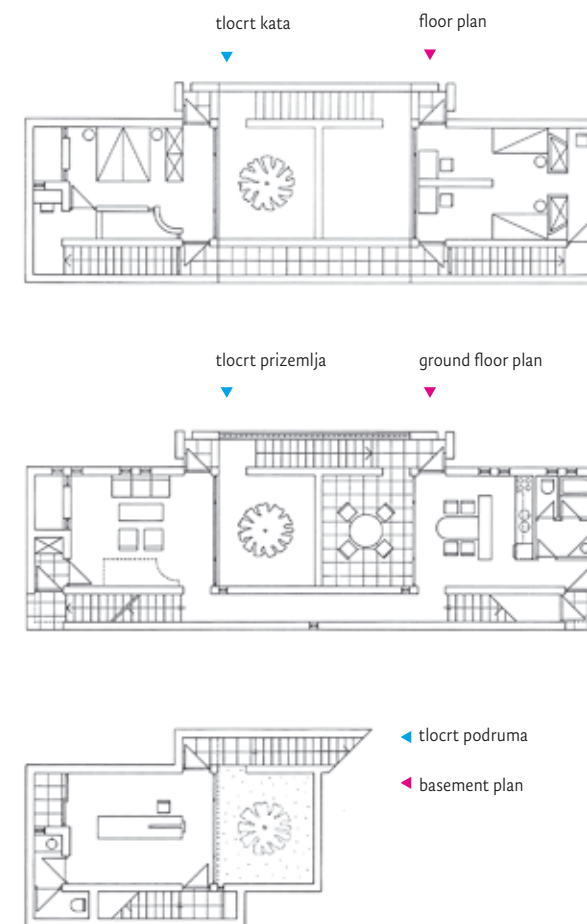 tlocrt kata
floor plan
tlocrt prizemlja
ground floor plan
tlocrt podruma
basement plan